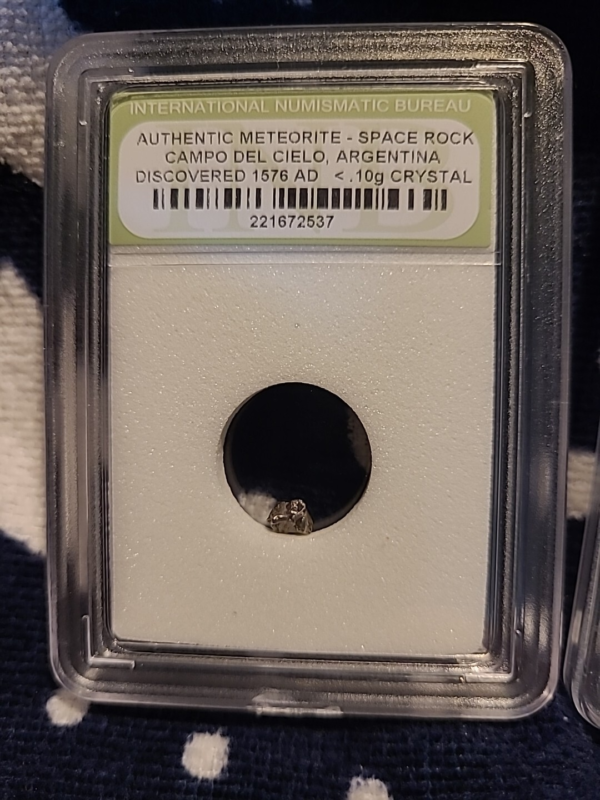 INTERNATIONAL NUMISMATIC BUREAU
AUTHENTIC METEORITE - SPACE ROCK
CAMPO DEL CIELO, ARGENTINA
DISCOVERED 1576 AD < .10g CRYSTAL
221672537